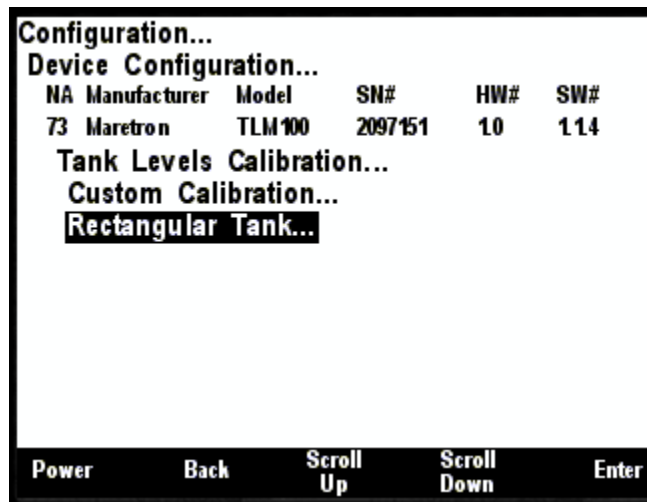 Configuration...
Device Configuration...
NA Manufacturer Model SN# HW# SW#
73 Maretron TLM100 2097151 1.0 1.1.4
Tank Levels Calibration...
Custom Calibration...
Rectangular Tank...
Power Back Scroll Up Scroll Down Enter